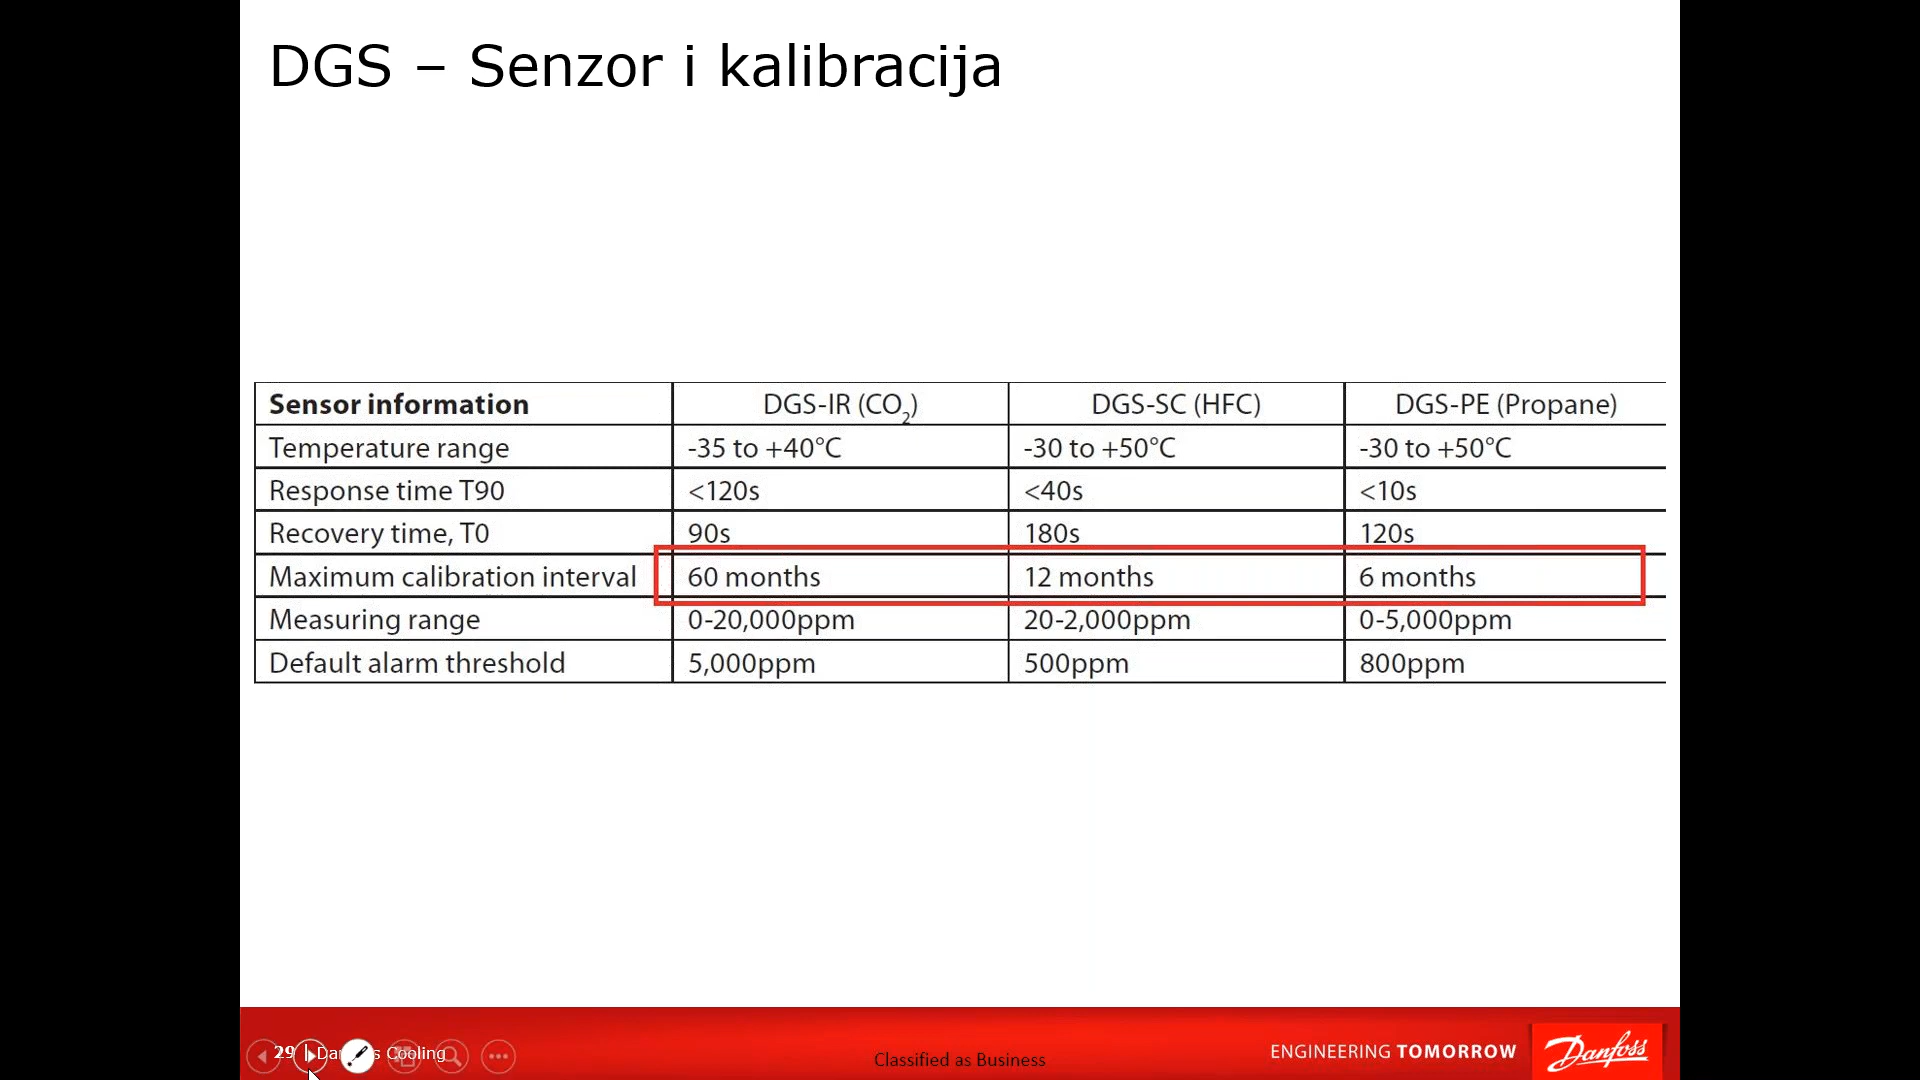 DGS – Senzor i kalibracija
Sensor information DGS-IR (CO2) DGS-SC (HFC) DGS-PE (Propane)
Temperature range -35 to +40°C -30 to +50°C -30 to +50°C
Response time T90 <120s <40s <10s
Recovery time, T0 90s 180s 120s
Maximum calibration interval 60 months 12 months 6 months
Measuring range 0-20,000ppm 20-2,000ppm 0-5,000ppm
Default alarm threshold 5,000ppm 500ppm 800ppm
29 | Cooling
Classified as Business
ENGINEERING TOMORROW
Danfoss